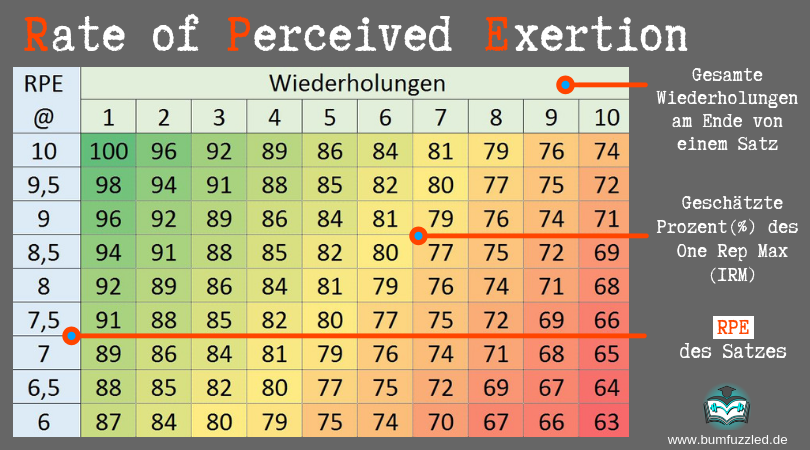 Rate of Perceived Exertion
RPE Wiederholungen
@ 1 2 3 4 5 6 7 8 9 10
10 100 96 92 89 86 84 81 79 76 74
9,5 98 94 91 88 85 82 80 77 75 72
9 96 92 89 86 84 81 79 76 74 71
8,5 94 91 88 85 82 80 77 75 72 69
8 92 89 86 84 81 79 76 74 71 68
7,5 91 88 85 82 80 77 75 72 69 66
7 89 86 84 81 79 76 74 71 68 65
6,5 88 85 82 80 77 75 72 69 67 64
6 87 84 80 79 75 74 70 67 66 63
Gesamte
Wiederholungen
am Ende von
einem Satz
Geschätzte
Prozent(%) des
One Rep Max
(IRM)
RPE
des Satzes
www.bumfuzzled.de